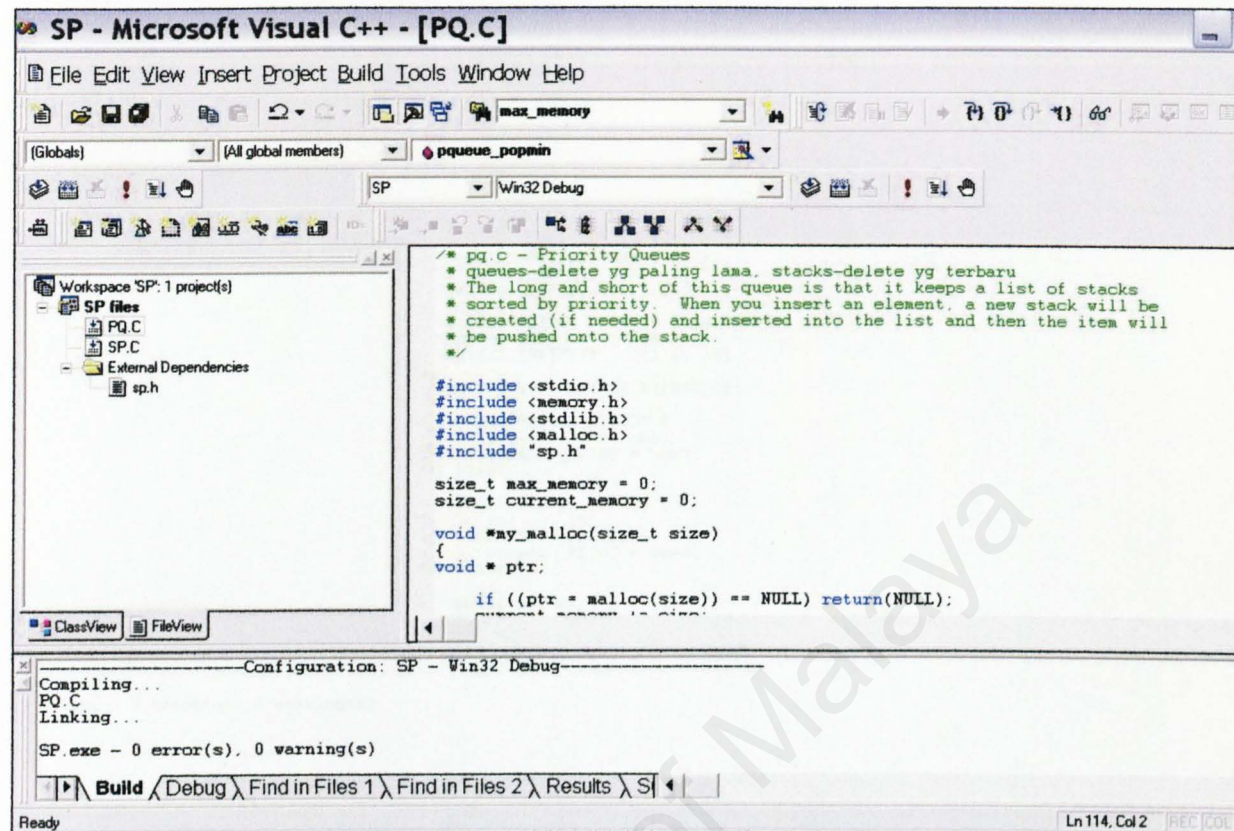 SP - Microsoft Visual C++ - [PQ.C]
File Edit View Insert Project Build Tools Window Help
max_memory
(Globals) (All global members) pqueue_popmin
SP Win32 Debug
Workspace 'SP': 1 project(s)
SP files
PQ.C
SP.C
External Dependencies
sp.h
ClassView FileView
/* pq.c - Priority Queues
* queues-delete yg paling lama, stacks-delete yg terbaru
* The long and short of this queue is that it keeps a list of stacks
* sorted by priority. When you insert an element, a new stack will be
* created (if needed) and inserted into the list and then the item will
* be pushed onto the stack.
*/
#include <stdio.h>
#include <memory.h>
#include <stdlib.h>
#include <malloc.h>
#include "sp.h"
size_t max_memory = 0;
size_t current_memory = 0;
void *my_malloc(size_t size)
{
void * ptr;
if ((ptr = malloc(size)) == NULL) return(NULL);
--------------------Configuration: SP - Win32 Debug--------------------
Compiling...
PQ.C
Linking...
SP.exe - 0 error(s), 0 warning(s)
Build Debug Find in Files 1 Find in Files 2 Results
Ready
Ln 114, Col 2 REC COL
of Malaya